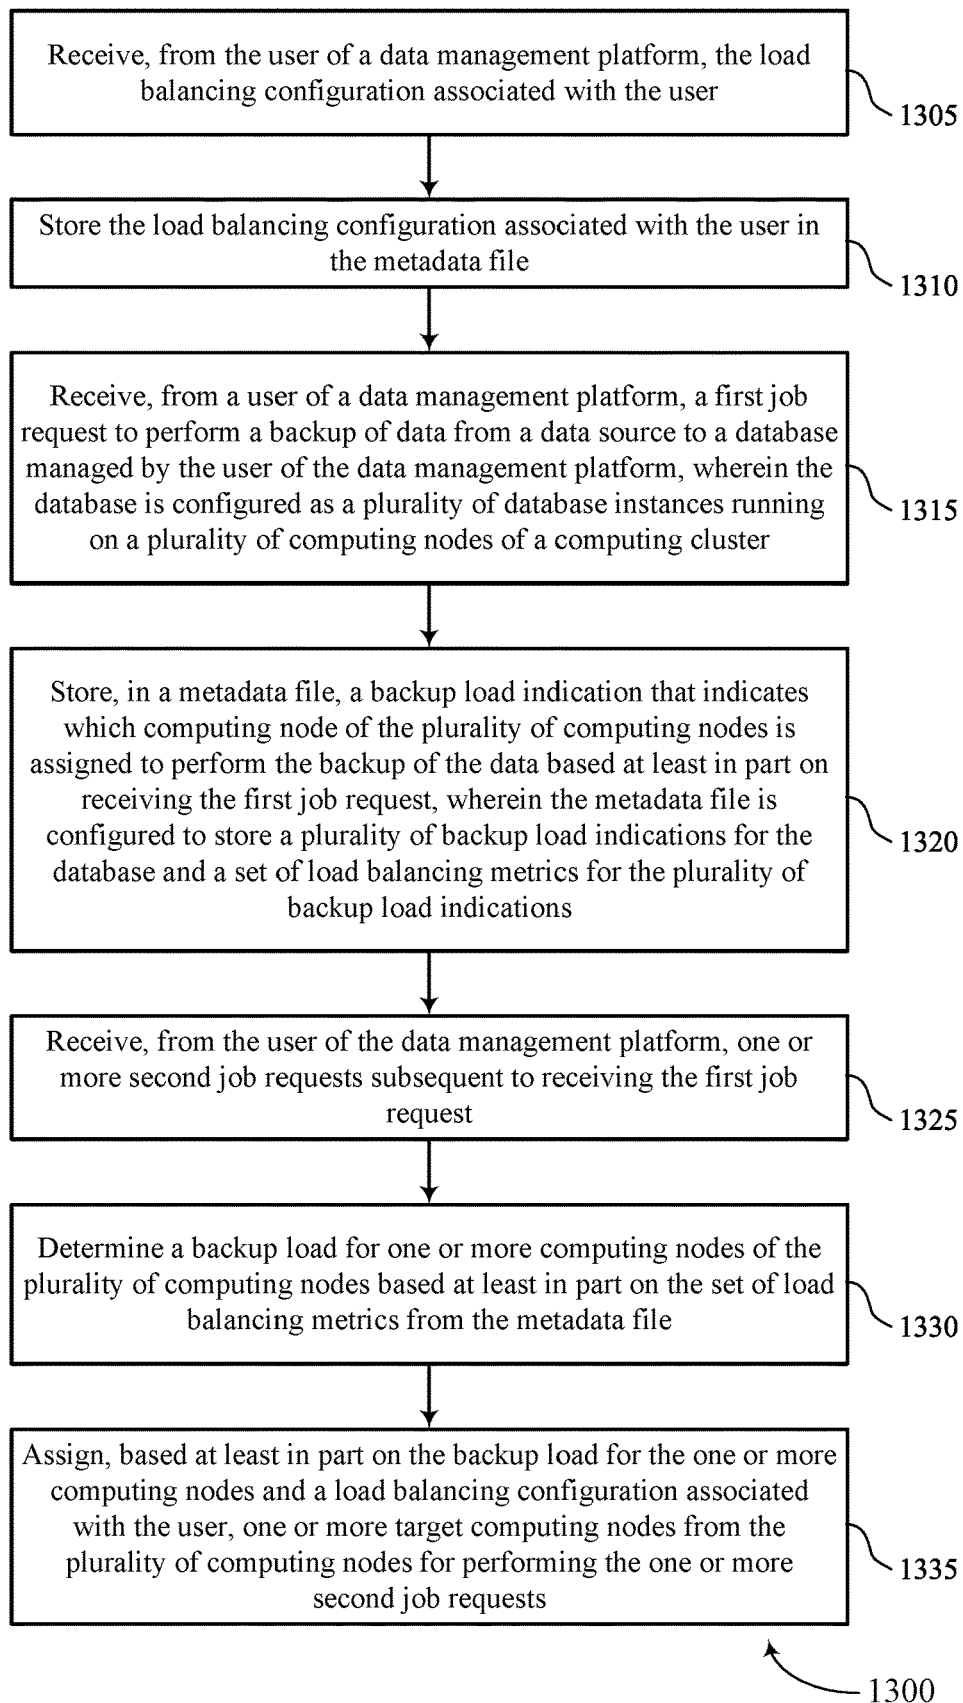 Receive, from the user of a data management platform, the load
balancing configuration associated with the user
1305
Store the load balancing configuration associated with the user in
the metadata file
1310
Receive, from a user of a data management platform, a first job
request to perform a backup of data from a data source to a database
managed by the user of the data management platform, wherein the
database is configured as a plurality of database instances running
on a plurality of computing nodes of a computing cluster
1315
Store, in a metadata file, a backup load indication that indicates
which computing node of the plurality of computing nodes is
assigned to perform the backup of the data based at least in part on
receiving the first job request, wherein the metadata file is
configured to store a plurality of backup load indications for the
database and a set of load balancing metrics for the plurality of
backup load indications
1320
Receive, from the user of the data management platform, one or
more second job requests subsequent to receiving the first job
request
1325
Determine a backup load for one or more computing nodes of the
plurality of computing nodes based at least in part on the set of load
balancing metrics from the metadata file
1330
Assign, based at least in part on the backup load for the one or more
computing nodes and a load balancing configuration associated
with the user, one or more target computing nodes from the
plurality of computing nodes for performing the one or more
second job requests
1335
1300